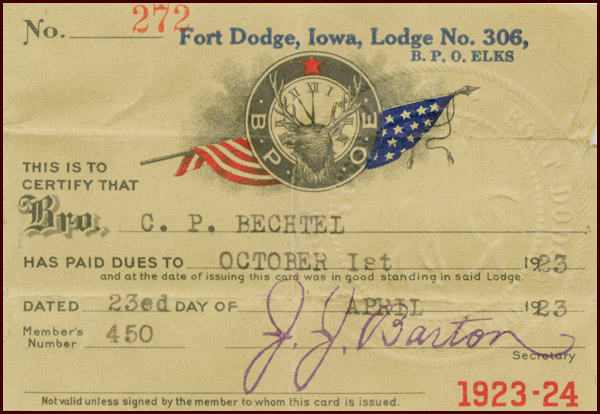 No. 272
Fort Dodge, Iowa, Lodge No. 306,
B. P. O. ELKS
XII I
B P O E
THIS IS TO
CERTIFY THAT
Bro. C. P. BECHTEL
HAS PAID DUES TO OCTOBER 1st 1923
and at the date of issuing this card was in good standing in said Lodge.
DATED 23ed DAY OF APRIL 1923
Member's
Number 450
J. J. Barton
Secretary
Not valid unless signed by the member to whom this card is issued.
1923-24